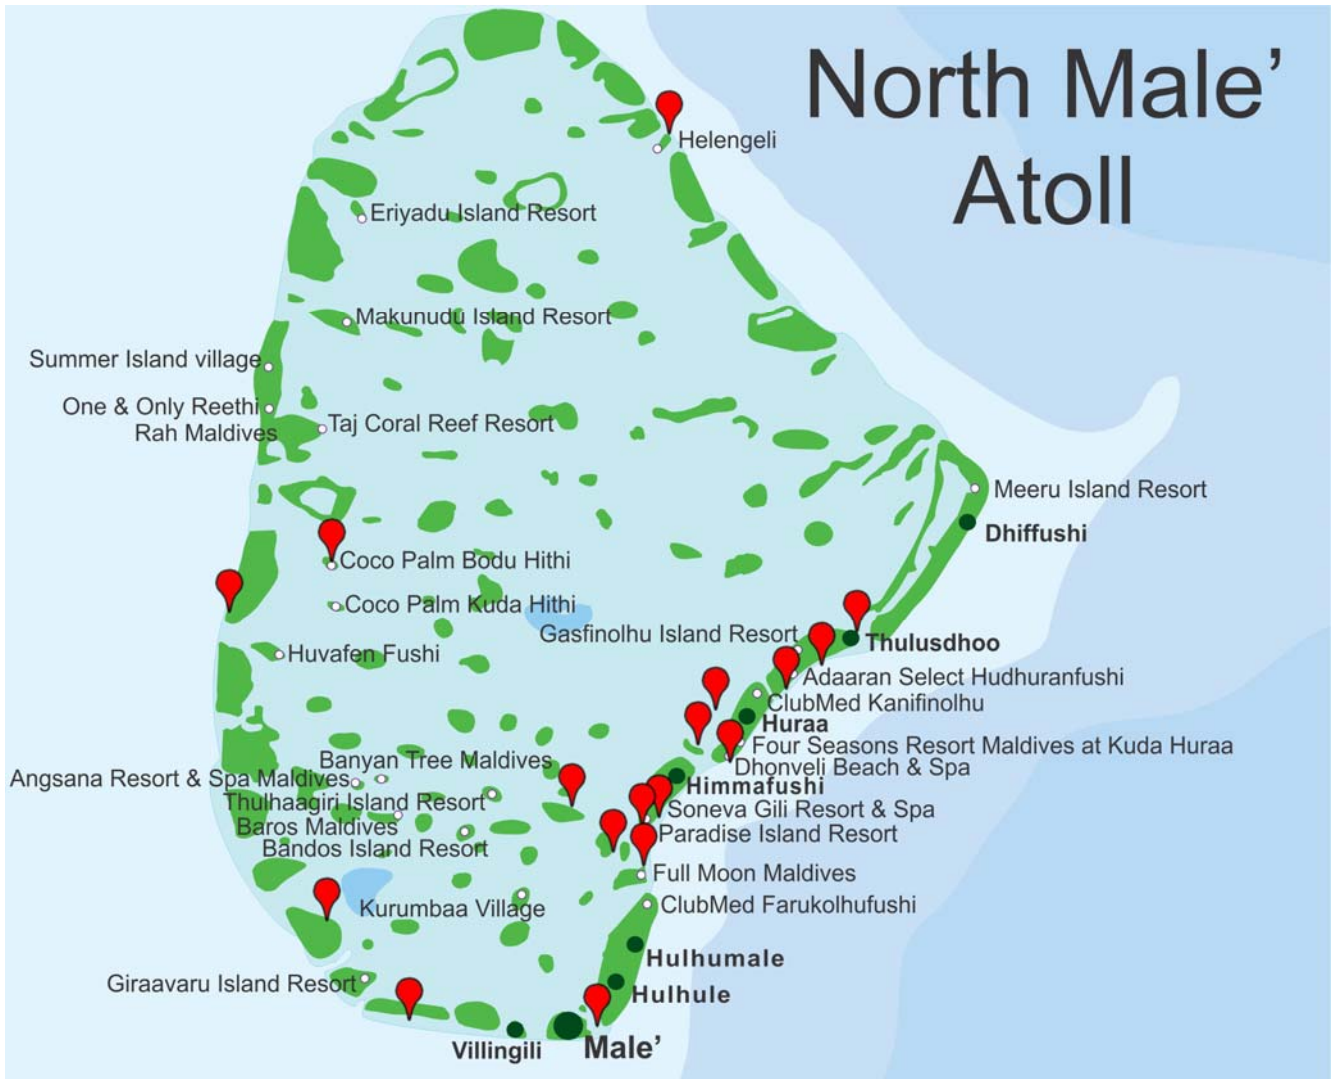 North Male’
Atoll
Helengeli
Eriyadu Island Resort
Makunudu Island Resort
Summer Island village
One & Only Reethi
Rah Maldives
Taj Coral Reef Resort
Meeru Island Resort
Dhiffushi
Coco Palm Bodu Hithi
Coco Palm Kuda Hithi
Gasfinolhu Island Resort
Thulusdhoo
Huvafen Fushi
Adaaran Select Hudhuranfushi
ClubMed Kanifinolhu
Huraa
Four Seasons Resort Maldives at Kuda Huraa
Banyan Tree Maldives
Dhonveli Beach & Spa
Angsana Resort & Spa Maldives
Himmafushi
Thulhaagiri Island Resort
Soneva Gili Resort & Spa
Baros Maldives
Paradise Island Resort
Bandos Island Resort
Full Moon Maldives
Kurumbaa Village
ClubMed Farukolhufushi
Hulhumale
Giraavaru Island Resort
Hulhule
Villingili
Male’